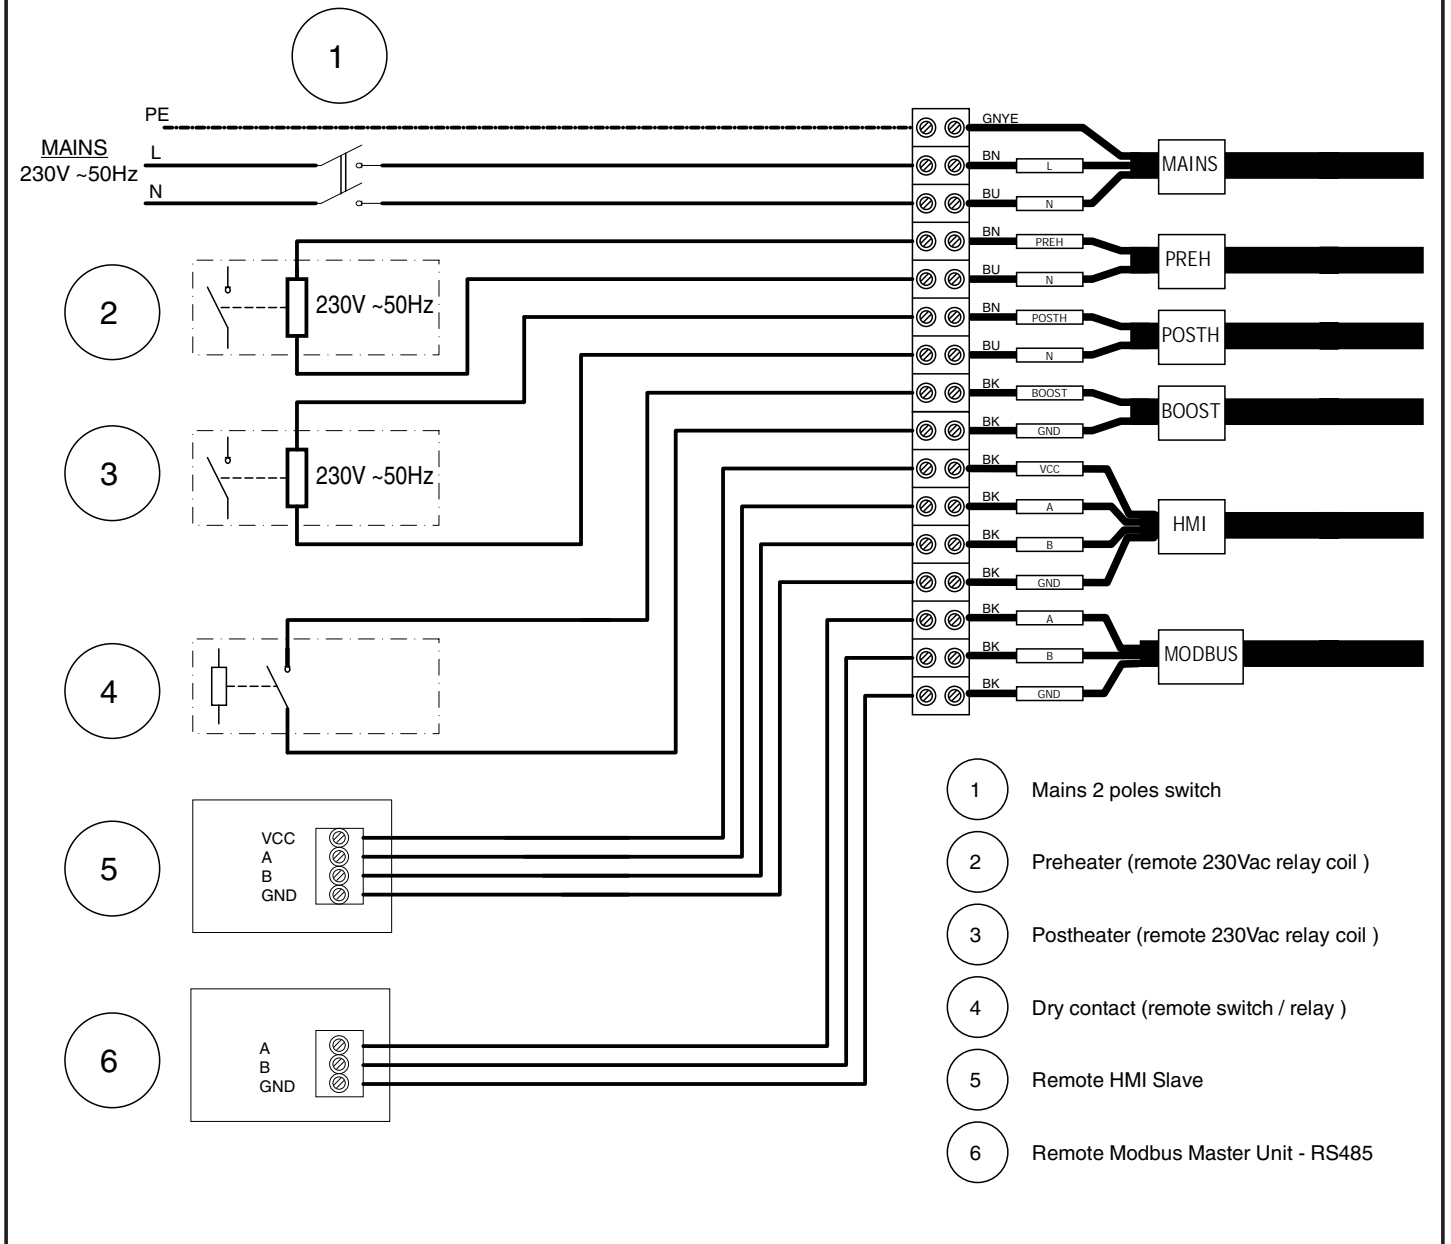 1
PE
MAINS
230V ~50Hz
L
N
GNYE
BN L
BU N
MAINS
BN PREH
BU N
PREH
2
230V ~50Hz
BN POSTH
BU N
POSTH
BK BOOST
BK GND
BOOST
3
230V ~50Hz
BK VCC
BK A
BK B
BK GND
HMI
BK A
BK B
BK GND
MODBUS
4
5
VCC
A
B
GND
6
A
B
GND
1 Mains 2 poles switch
2 Preheater (remote 230Vac relay coil )
3 Postheater (remote 230Vac relay coil )
4 Dry contact (remote switch / relay )
5 Remote HMI Slave
6 Remote Modbus Master Unit - RS485